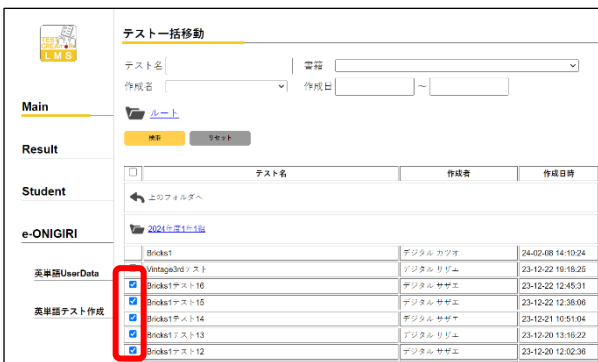 TEST
CREATOR
LMS
テスト一括移動
テスト名 書籍
作成者 作成日 ～
Main
ルート
検索 リセット
Result
テスト名 作成者 作成日時
Student
上のフォルダへ
e-ONIGIRI
2024年度1年1組
Bricks1 デジタル カツオ 24-02-08 14:10:24
英単語UserData
Vintage3rdテスト デジタル サザエ 23-12-22 19:18:25
Bricks1テスト16 デジタル サザエ 23-12-22 12:45:31
Bricks1テスト15 デジタル サザエ 23-12-22 12:38:06
英単語テスト作成
Bricks1テスト14 デジタル サザエ 23-12-21 10:51:04
Bricks1テスト13 デジタル サザエ 23-12-20 13:16:22
Bricks1テスト12 デジタル サザエ 23-12-20 12:02:36